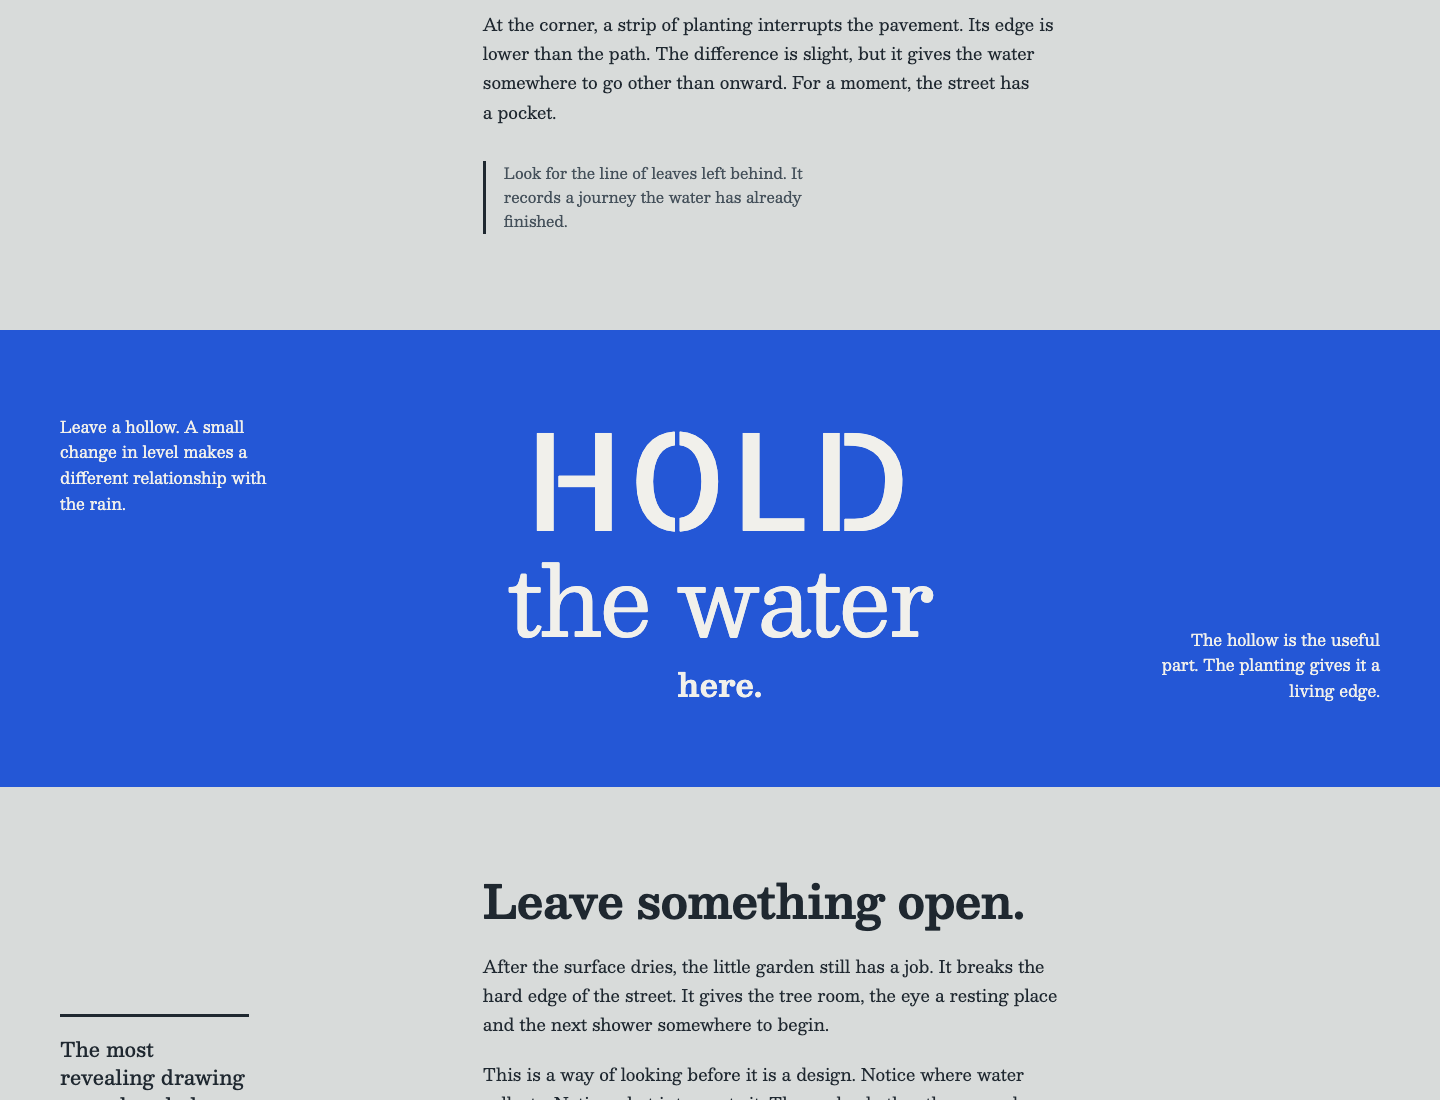 At the corner, a strip of planting interrupts the pavement. Its edge is
lower than the path. The difference is slight, but it gives the water
somewhere to go other than onward. For a moment, the street has
a pocket.
Look for the line of leaves left behind. It
records a journey the water has already
finished.
Leave a hollow. A small
change in level makes a
different relationship with
the rain.
HOLD
the water
here.
The hollow is the useful
part. The planting gives it a
living edge.
Leave something open.
After the surface dries, the little garden still has a job. It breaks the
hard edge of the street. It gives the tree room, the eye a resting place
and the next shower somewhere to begin.
The most
revealing drawing
This is a way of looking before it is a design. Notice where water